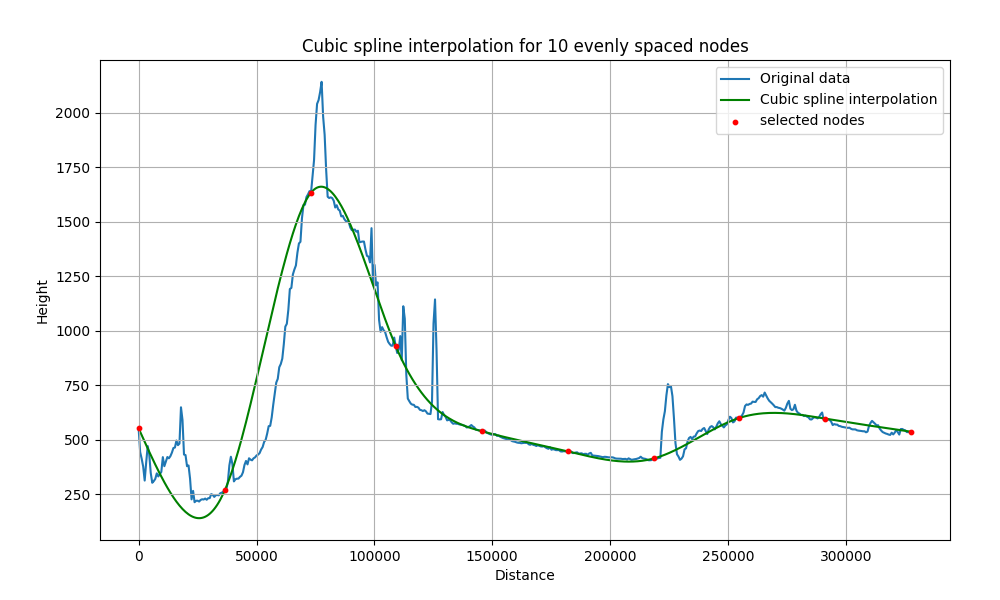 Cubic spline interpolation for 10 evenly spaced nodes
Original data
Cubic spline interpolation
selected nodes
Height
2000
1750
1500
1250
1000
750
500
250
0
50000
100000
150000
200000
250000
300000
Distance